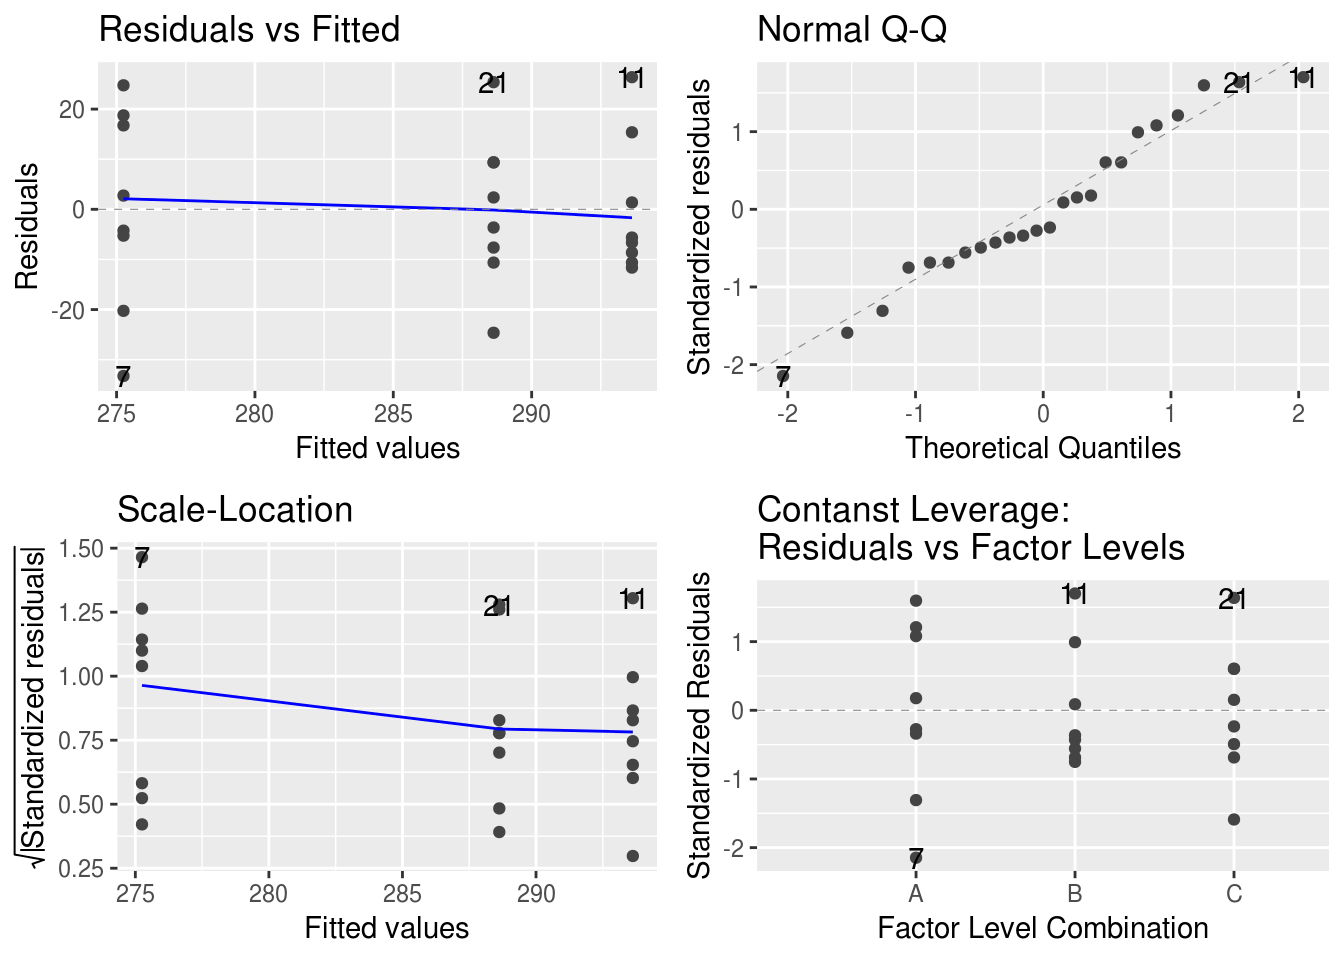 Residuals vs Fitted
21
11
20
0
-20
7
275
280
285
290
Residuals
Fitted values
Normal Q-Q
21
11
1
0
-1
-2
7
-2
-1
0
1
2
Standardized residuals
Theoretical Quantiles
Scale-Location
1.50
7
1.25
21
11
1.00
0.75
0.50
0.25
275
280
285
290
√|Standardized residuals|
Fitted values
Contanst Leverage:
Residuals vs Factor Levels
11
21
1
0
-1
-2
7
A
B
C
Standardized Residuals
Factor Level Combination